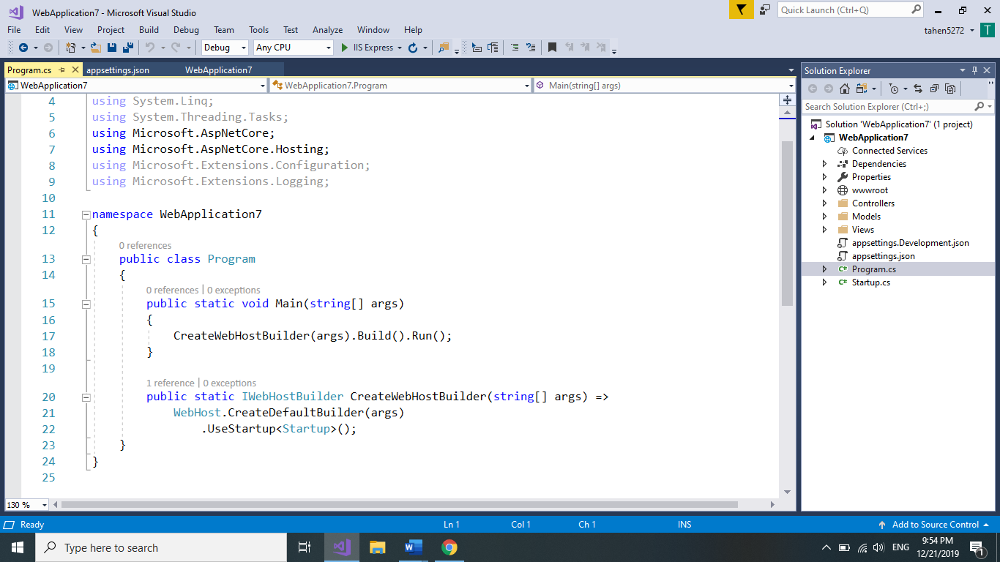 WebApplication7 - Microsoft Visual Studio
Quick Launch (Ctrl+Q)
File Edit View Project Build Debug Team Tools Test Analyze Window Help
tahen5272 T
Debug Any CPU IIS Express
Program.cs appsettings.json WebApplication7
WebApplication7 WebApplication7.Program Main(string[] args)
4 using System.Linq;
5 using System.Threading.Tasks;
6 using Microsoft.AspNetCore;
7 using Microsoft.AspNetCore.Hosting;
8 using Microsoft.Extensions.Configuration;
9 using Microsoft.Extensions.Logging;
10
11 namespace WebApplication7
12 {
0 references
13 public class Program
14 {
0 references | 0 exceptions
15 public static void Main(string[] args)
16 {
17 CreateWebHostBuilder(args).Build().Run();
18 }
19
1 reference | 0 exceptions
20 public static IWebHostBuilder CreateWebHostBuilder(string[] args) =>
21 WebHost.CreateDefaultBuilder(args)
22 .UseStartup<Startup>();
23 }
24 }
25
130 %
Solution Explorer
Search Solution Explorer (Ctrl+;)
Solution 'WebApplication7' (1 project)
WebApplication7
Connected Services
Dependencies
Properties
wwwroot
Controllers
Models
Views
appsettings.Development.json
appsettings.json
C# Program.cs
C# Startup.cs
Ready Ln 1 Col 1 Ch 1 INS Add to Source Control
Type here to search
ENG
9:54 PM
12/21/2019
1